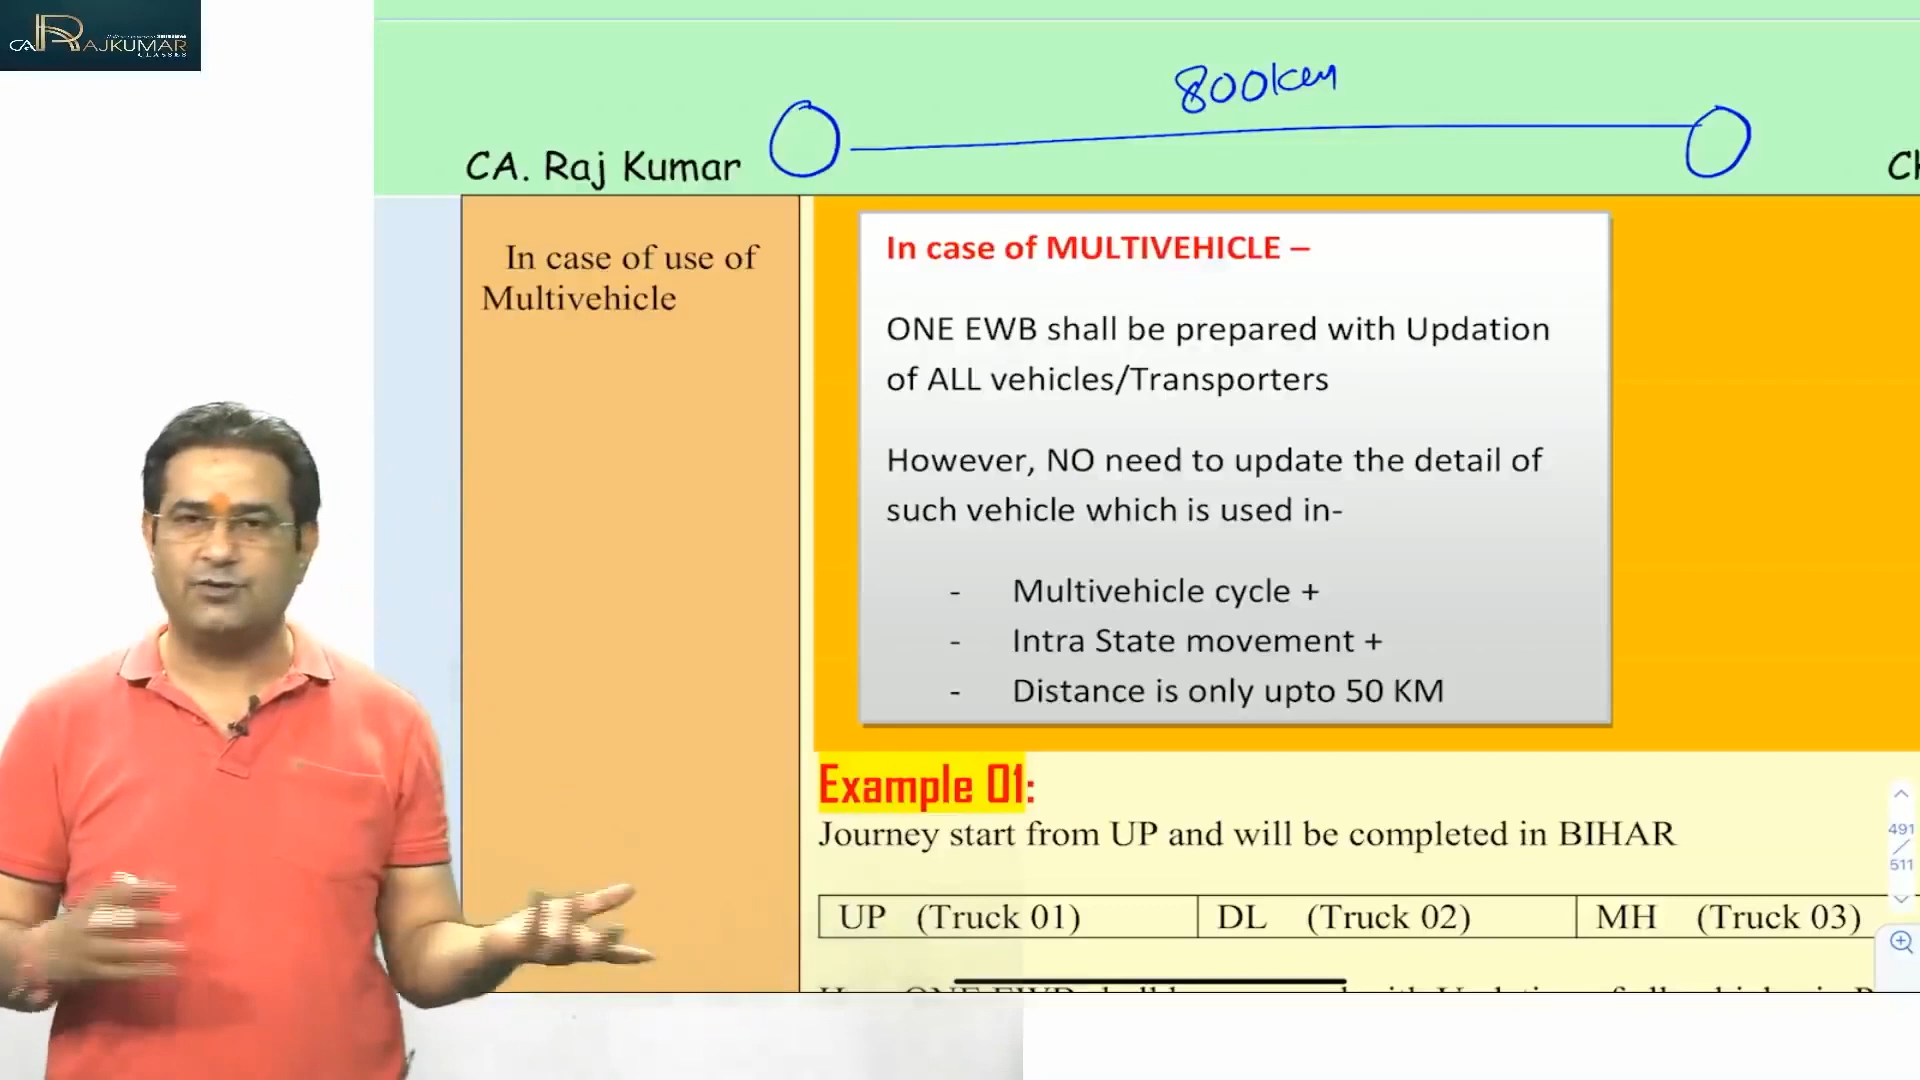 CA RAJKUMAR
CLASSES
800km
CA. Raj Kumar
Ch
In case of use of
Multivehicle
In case of MULTIVEHICLE –
ONE EWB shall be prepared with Updation
of ALL vehicles/Transporters
However, NO need to update the detail of
such vehicle which is used in-
- Multivehicle cycle +
- Intra State movement +
- Distance is only upto 50 KM
Example 01:
Journey start from UP and will be completed in BIHAR
UP (Truck 01) DL (Truck 02) MH (Truck 03)
491
/
511